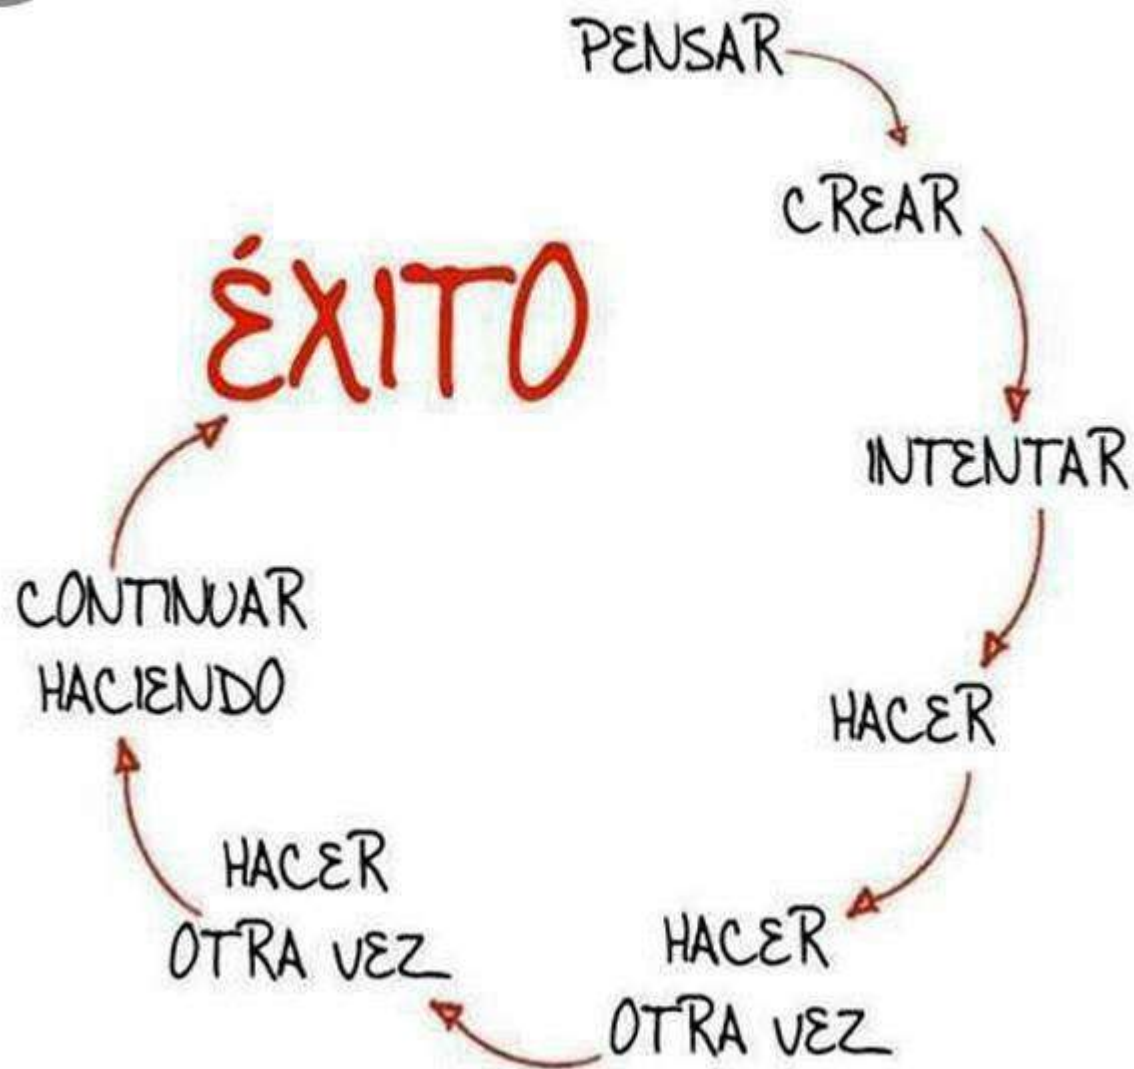 PENSAR
CREAR
INTENTAR
HACER
HACER
OTRA VEZ
HACER
OTRA VEZ
CONTINUAR
HACIENDO
ÉXITO